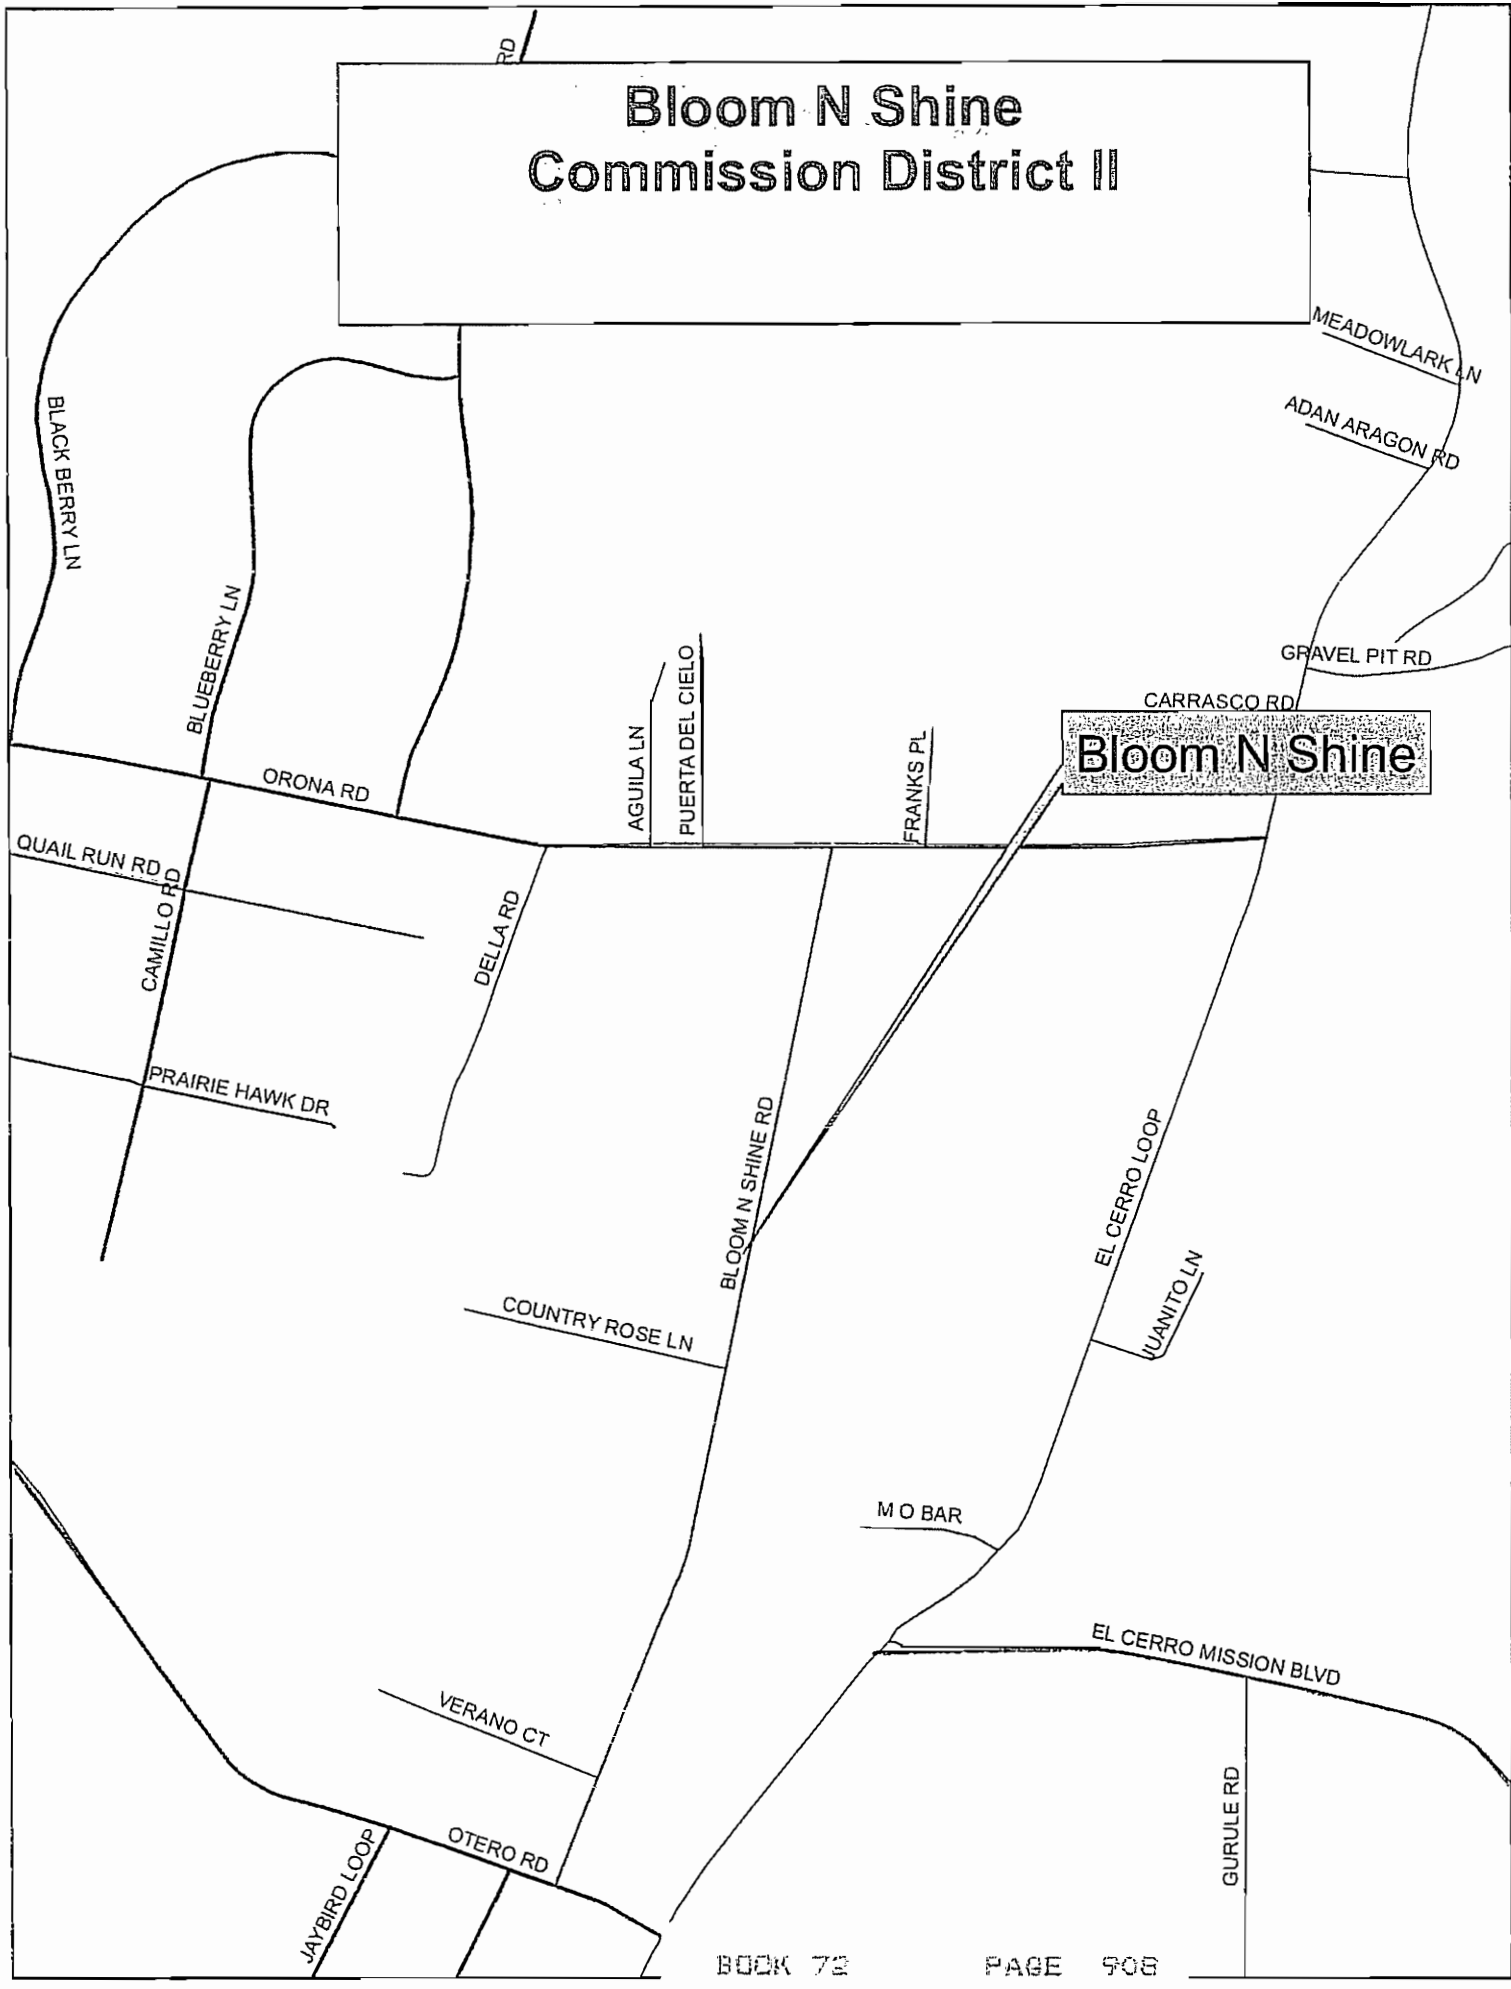 RD
Bloom N Shine
Commission District II
MEADOWLARK LN
ADAN ARAGON RD
BLACK BERRY LN
BLUEBERRY LN
GRAVEL PIT RD
CARRASCO RD
Bloom N Shine
AGUILA LN
PUERTA DEL CIELO
FRANKS PL
ORONA RD
QUAIL RUN RD
CAMILLO RD
DELLA RD
PRAIRIE HAWK DR
BLOOM N SHINE RD
EL CERRO LOOP
JUANITO LN
COUNTRY ROSE LN
M O BAR
EL CERRO MISSION BLVD
VERANO CT
GURULE RD
OTERO RD
JAYBIRD LOOP
BOOK 72 PAGE 908